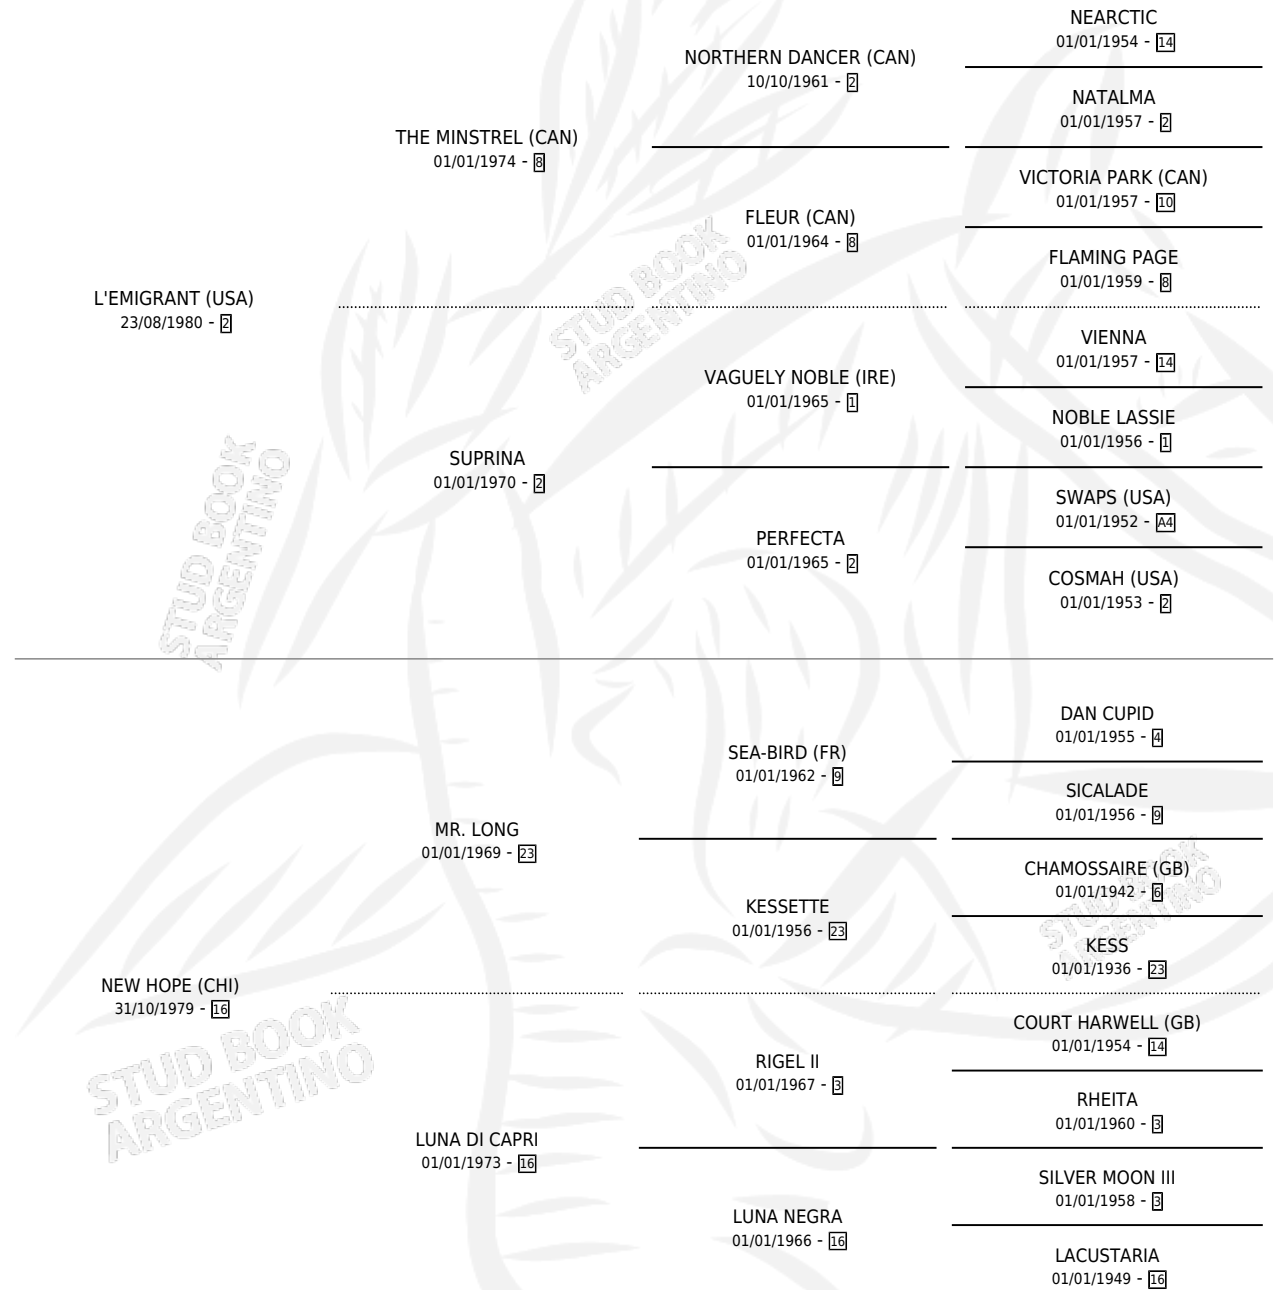 NEARCTIC
01/01/1954 - 14
NORTHERN DANCER (CAN)
10/10/1961 - 2
NATALMA
01/01/1957 - 2
THE MINSTREL (CAN)
01/01/1974 - 8
VICTORIA PARK (CAN)
01/01/1957 - 10
FLEUR (CAN)
01/01/1964 - 8
FLAMING PAGE
01/01/1959 - 8
L'EMIGRANT (USA)
23/08/1980 - 2
VIENNA
01/01/1957 - 14
VAGUELY NOBLE (IRE)
01/01/1965 - 1
NOBLE LASSIE
01/01/1956 - 1
SUPRINA
01/01/1970 - 2
SWAPS (USA)
01/01/1952 - A4
PERFECTA
01/01/1965 - 2
COSMAH (USA)
01/01/1953 - 2
STUD BOOK
ARGENTINO
STUD BOOK
ARGENTINO
DAN CUPID
01/01/1955 - 4
SEA-BIRD (FR)
01/01/1962 - 9
SICALADE
01/01/1956 - 9
MR. LONG
01/01/1969 - 23
CHAMOSSAIRE (GB)
01/01/1942 - 6
KESSETTE
01/01/1956 - 23
KESS
01/01/1936 - 23
NEW HOPE (CHI)
31/10/1979 - 16
COURT HARWELL (GB)
01/01/1954 - 14
RIGEL II
01/01/1967 - 3
RHEITA
01/01/1960 - 3
LUNA DI CAPRI
01/01/1973 - 16
SILVER MOON III
01/01/1958 - 3
LUNA NEGRA
01/01/1966 - 16
LACUSTARIA
01/01/1949 - 16
STUD BOOK
ARGENTINO
STUD BOOK
ARGENTINO